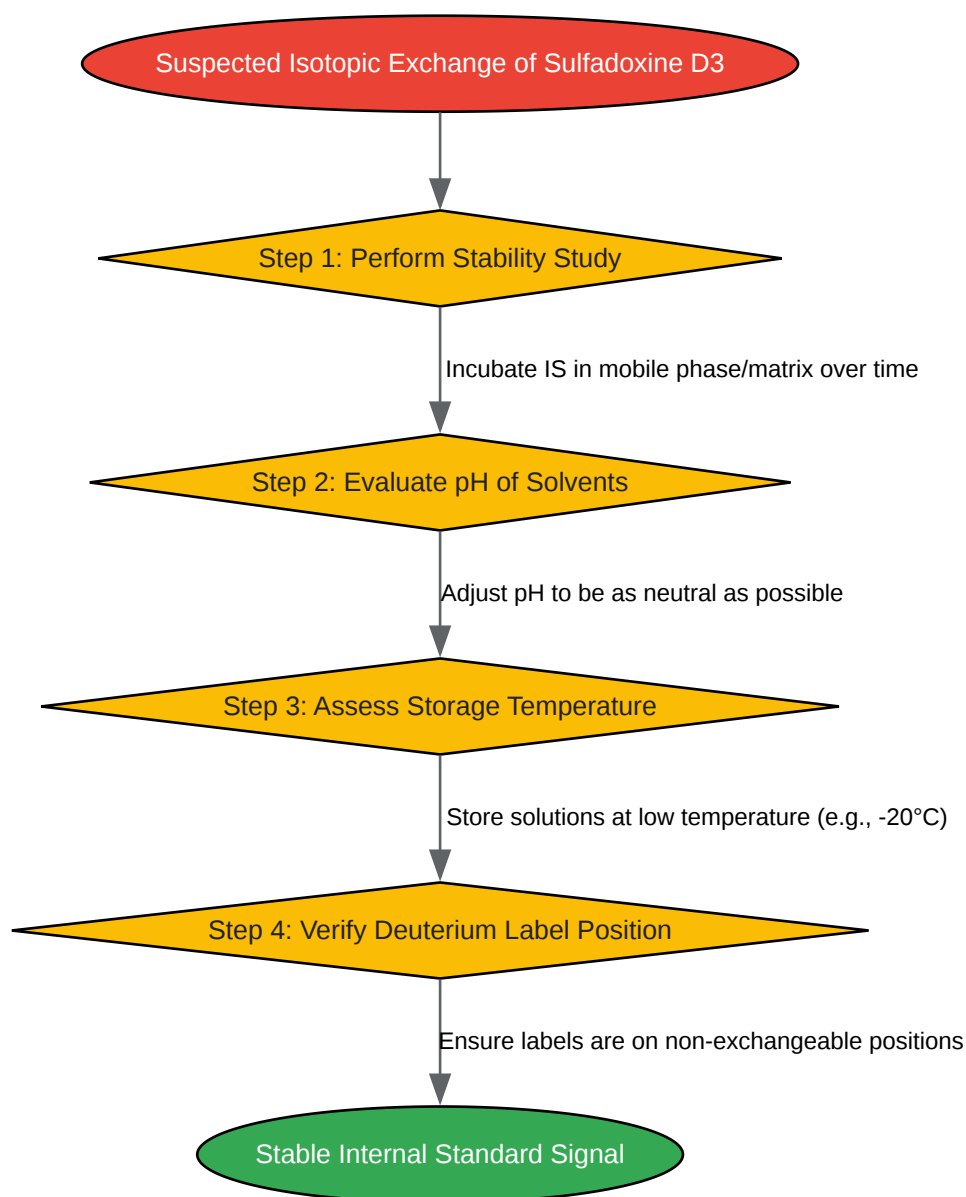 Suspected Isotopic Exchange of Sulfadoxine D3
Step 1: Perform Stability Study
Incubate IS in mobile phase/matrix over time
Step 2: Evaluate pH of Solvents
Adjust pH to be as neutral as possible
Step 3: Assess Storage Temperature
Store solutions at low temperature (e.g., -20°C)
Step 4: Verify Deuterium Label Position
Ensure labels are on non-exchangeable positions
Stable Internal Standard Signal